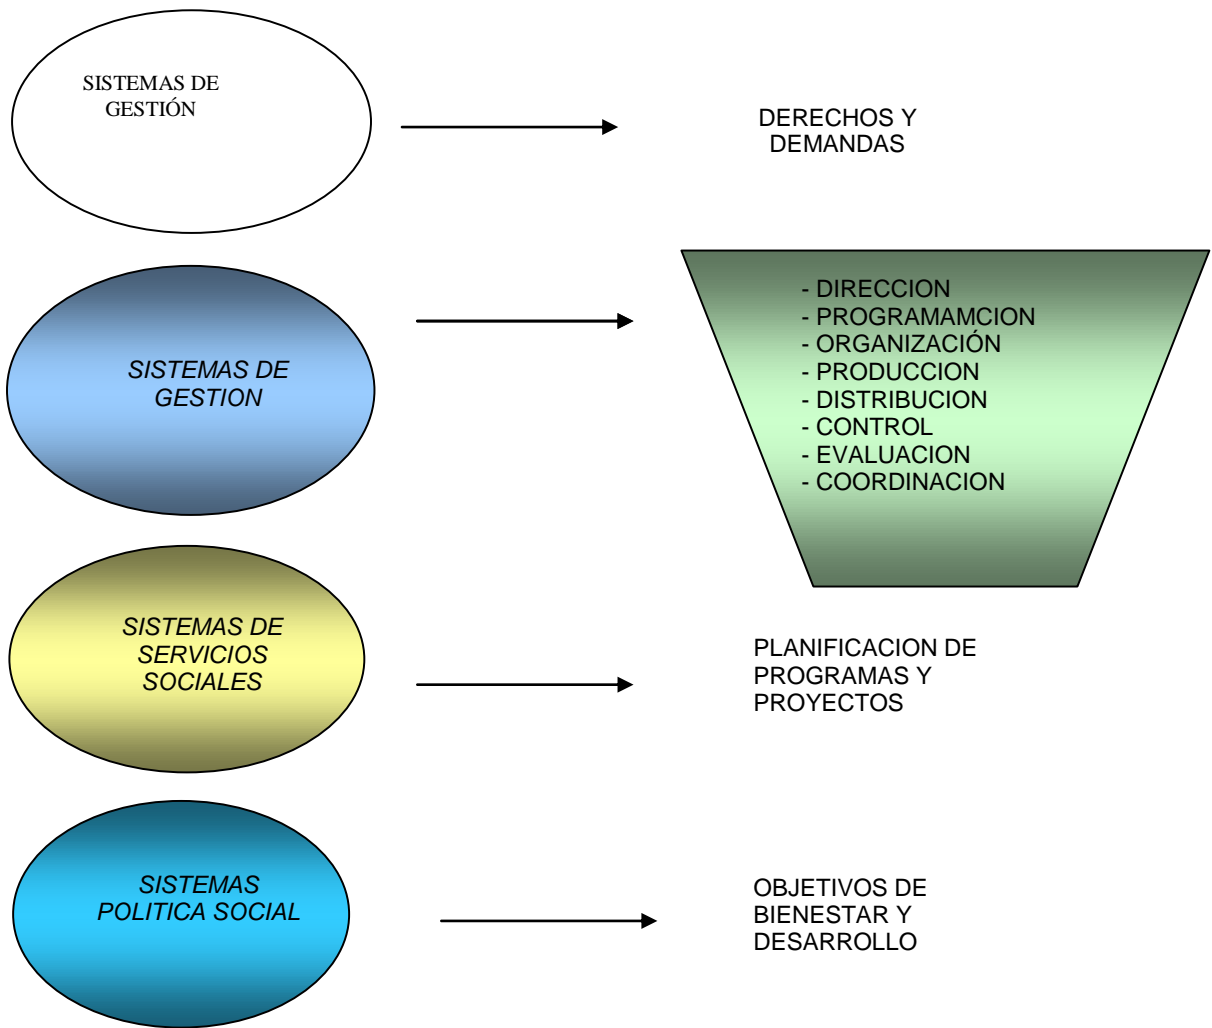 SISTEMAS DE
GESTIÓN
DERECHOS Y
DEMANDAS
SISTEMAS DE
GESTION
- DIRECCION
- PROGRAMAMCION
- ORGANIZACIÓN
- PRODUCCION
- DISTRIBUCION
- CONTROL
- EVALUACION
- COORDINACION
SISTEMAS DE
SERVICIOS
SOCIALES
PLANIFICACION DE
PROGRAMAS Y
PROYECTOS
SISTEMAS
POLITICA SOCIAL
OBJETIVOS DE
BIENESTAR Y
DESARROLLO